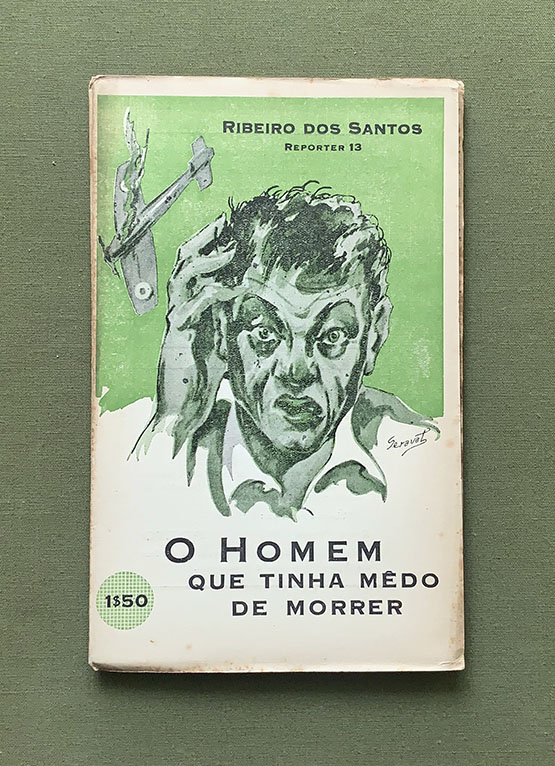 RIBEIRO DOS SANTOS
REPORTER 13
O HOMEM
QUE TINHA MÊDO
DE MORRER
1$50